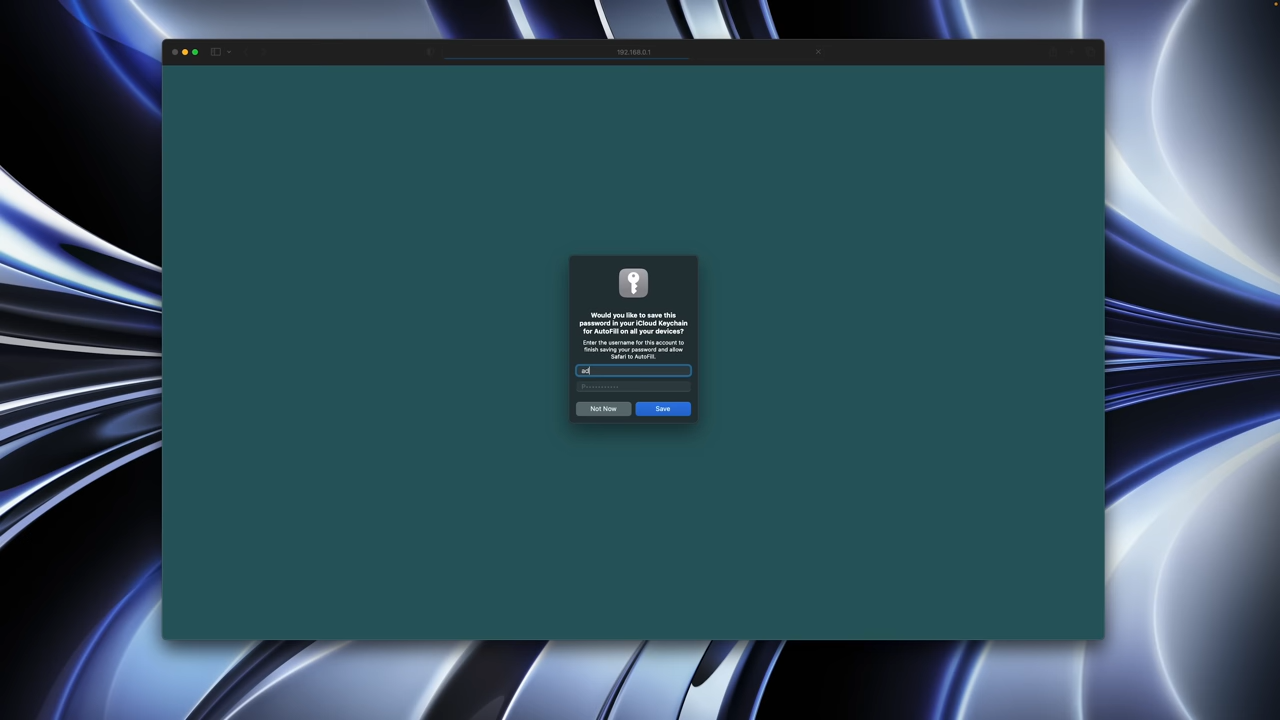 192.168.0.1
Would you like to save this
password in your iCloud Keychain
for AutoFill on all your devices?
Enter the username for this account to
finish saving your password and allow
Safari to AutoFill.
ad
Not Now
Save